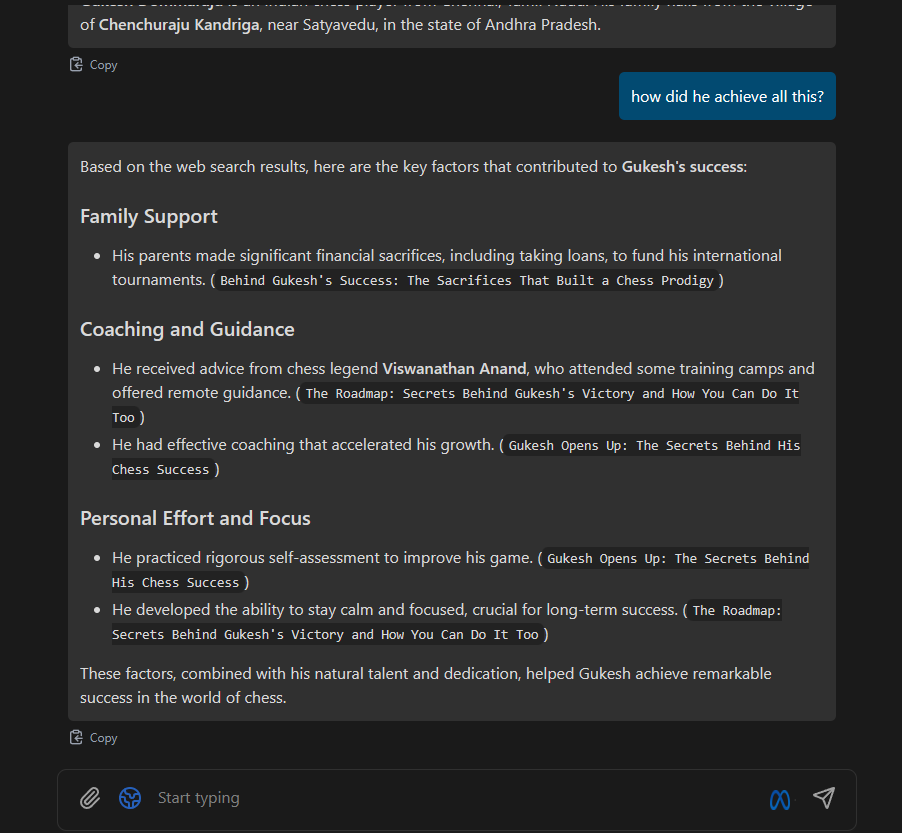 of Chenchuraju Kandriga, near Satyavedu, in the state of Andhra Pradesh.
Copy
how did he achieve all this?
Based on the web search results, here are the key factors that contributed to Gukesh's success:
Family Support
• His parents made significant financial sacrifices, including taking loans, to fund his international
tournaments. ( Behind Gukesh's Success: The Sacrifices That Built a Chess Prodigy )
Coaching and Guidance
• He received advice from chess legend Viswanathan Anand, who attended some training camps and
offered remote guidance. ( The Roadmap: Secrets Behind Gukesh's Victory and How You Can Do It
Too )
• He had effective coaching that accelerated his growth. ( Gukesh Opens Up: The Secrets Behind His
Chess Success )
Personal Effort and Focus
• He practiced rigorous self-assessment to improve his game. ( Gukesh Opens Up: The Secrets Behind
His Chess Success )
• He developed the ability to stay calm and focused, crucial for long-term success. ( The Roadmap:
Secrets Behind Gukesh's Victory and How You Can Do It Too )
These factors, combined with his natural talent and dedication, helped Gukesh achieve remarkable
success in the world of chess.
Copy
Start typing